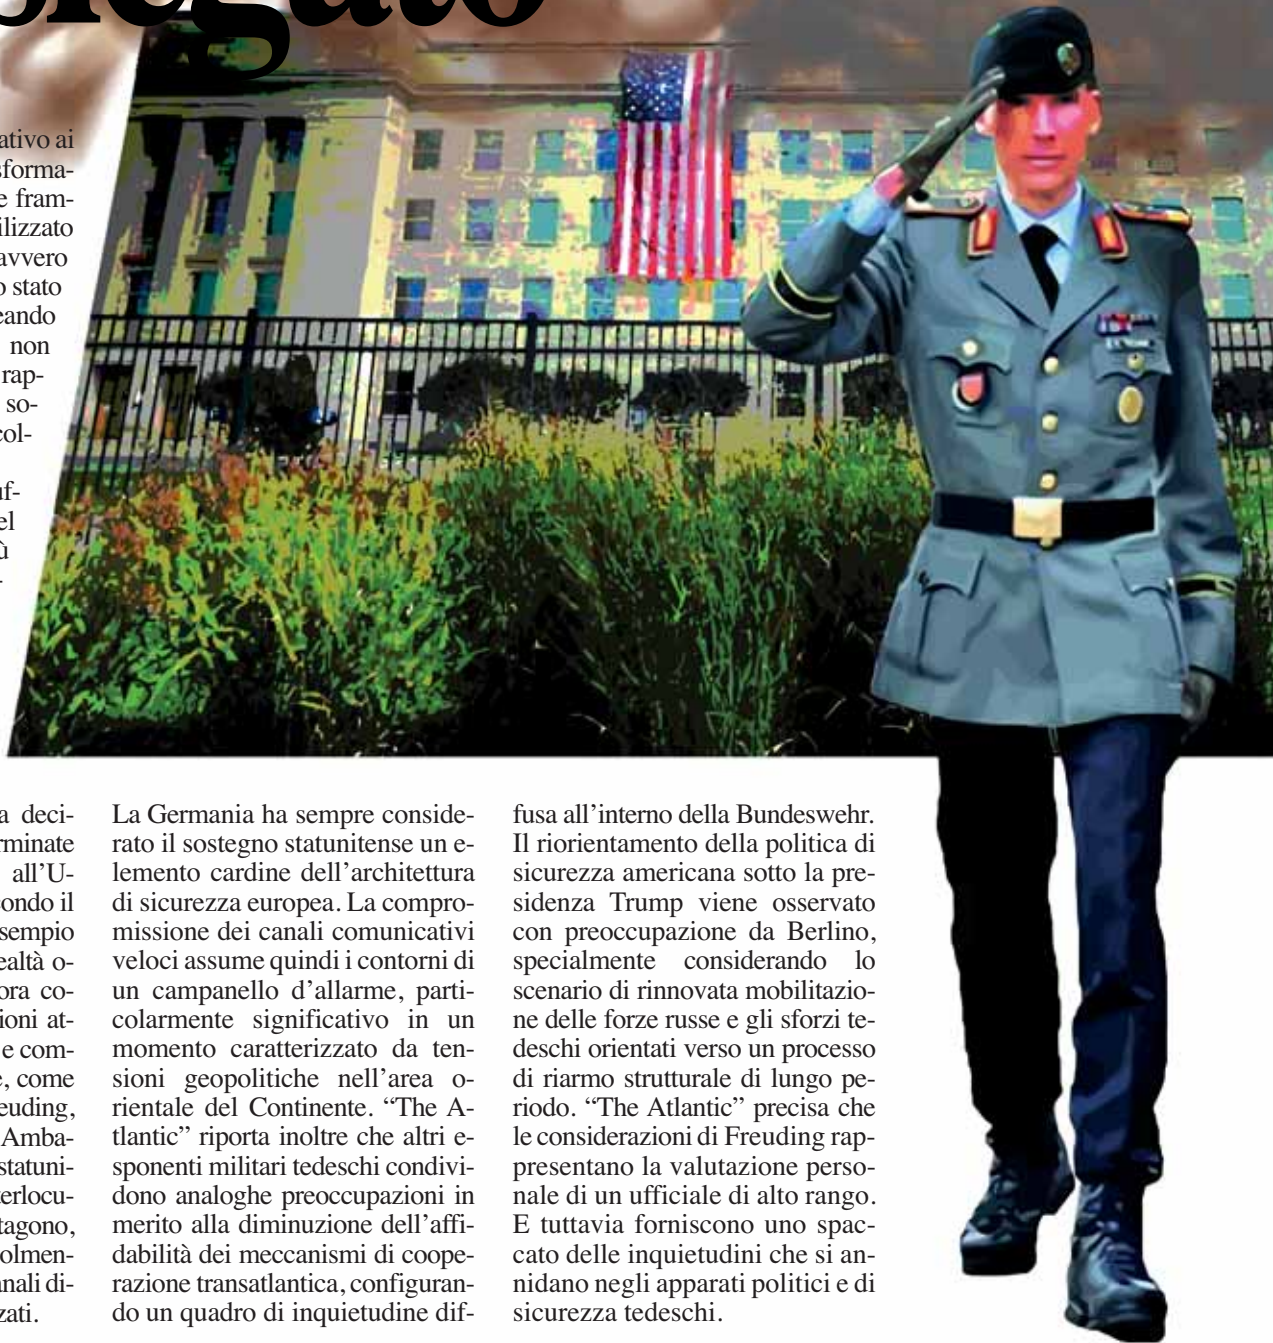 ativo ai
sforma-
e fram-
ilizzato
avvero
o stato
eando
non
rap-
so-
col-
uf-
el
ù
-
a deci-
rminate
all'U-
condo il
sempio
ealtà o-
ora co-
ioni at-
e com-
e, come
euding,
Amba-
statuni-
terlocu-
tagono,
olmen-
anali di-
zati.
La Germania ha sempre conside-
rato il sostegno statunitense un e-
lemento cardine dell'architettura
di sicurezza europea. La compro-
missione dei canali comunicativi
veloci assume quindi i contorni di
un campanello d'allarme, parti-
colarmente significativo in un
momento caratterizzato da ten-
sioni geopolitiche nell'area o-
rientale del Continente. “The A-
tlantic” riporta inoltre che altri e-
sponenti militari tedeschi condivi-
dono analoghe preoccupazioni in
merito alla diminuzione dell'affi-
dabilità dei meccanismi di coope-
razione transatlantica, configuran-
do un quadro di inquietudine dif-
fusa all'interno della Bundeswehr.
Il riorientamento della politica di
sicurezza americana sotto la pre-
sidenza Trump viene osservato
con preoccupazione da Berlino,
specialmente considerando lo
scenario di rinnovata mobilitazio-
ne delle forze russe e gli sforzi te-
deschi orientati verso un processo
di riarmo strutturale di lungo pe-
riodo. “The Atlantic” precisa che
le considerazioni di Freuding rap-
presentano la valutazione perso-
nale di un ufficiale di alto rango.
E tuttavia forniscono uno spac-
cato delle inquietudini che si an-
nidano negli apparati politici e di
sicurezza tedeschi.